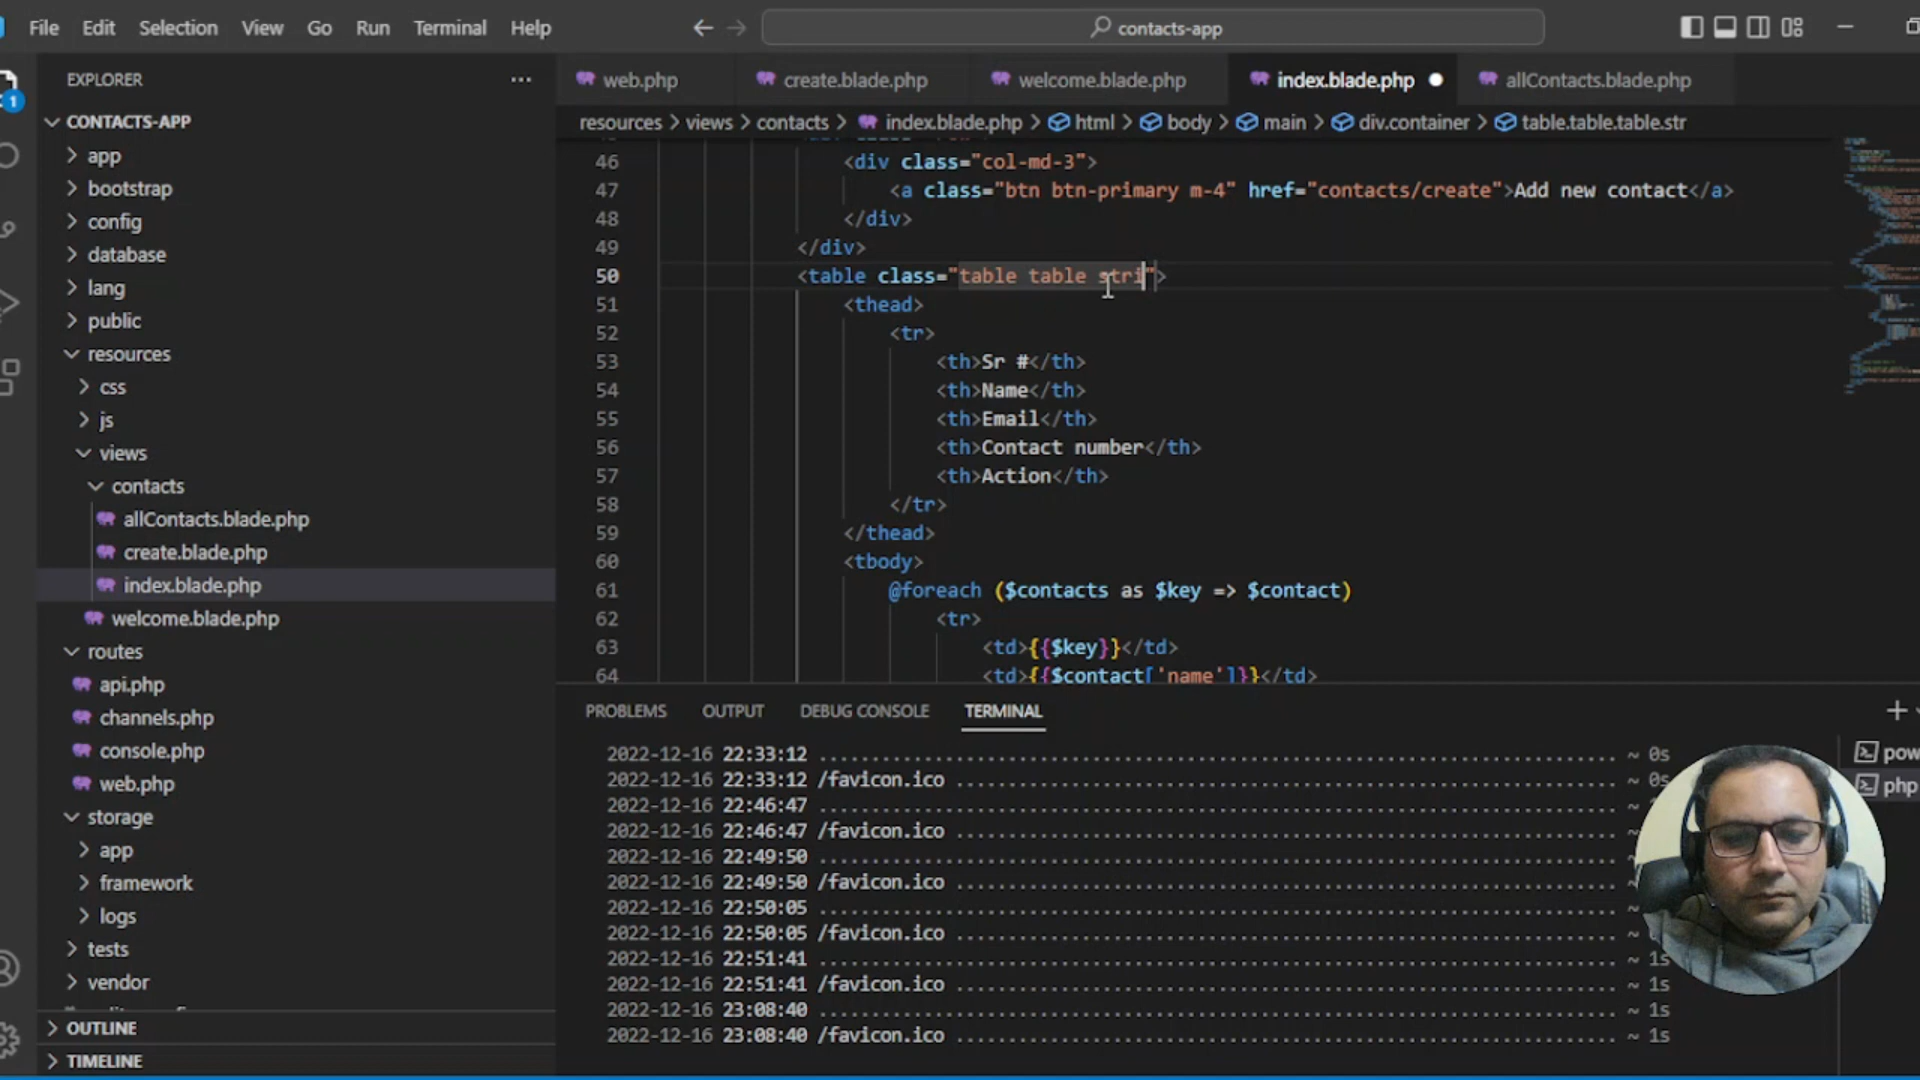 File Edit Selection View Go Run Terminal Help
contacts-app
EXPLORER
web.php
create.blade.php
welcome.blade.php
index.blade.php
allContacts.blade.php
1
CONTACTS-APP
app
bootstrap
config
database
lang
public
resources
css
js
views
contacts
allContacts.blade.php
create.blade.php
index.blade.php
welcome.blade.php
routes
api.php
channels.php
console.php
web.php
storage
app
framework
logs
tests
vendor
OUTLINE
TIMELINE
resources > views > contacts > index.blade.php > html > body > main > div.container > table.table.table.str
46 <div class="col-md-3">
47 <a class="btn btn-primary m-4" href="contacts/create">Add new contact</a>
48 </div>
49 </div>
50 <table class="table table stri">
51 <thead>
52 <tr>
53 <th>Sr #</th>
54 <th>Name</th>
55 <th>Email</th>
56 <th>Contact number</th>
57 <th>Action</th>
58 </tr>
59 </thead>
60 <tbody>
61 @foreach ($contacts as $key => $contact)
62 <tr>
63 <td>{{$key}}</td>
64 <td>{{$contact['name']}}</td>
PROBLEMS OUTPUT DEBUG CONSOLE TERMINAL
2022-12-16 22:33:12 ........ ~ 0s
2022-12-16 22:33:12 /favicon.ico ........ ~ 0s
2022-12-16 22:46:47 ........ ~
2022-12-16 22:46:47 /favicon.ico ........ ~
2022-12-16 22:49:50 ........ ~
2022-12-16 22:49:50 /favicon.ico ........ ~
2022-12-16 22:50:05 ........ ~
2022-12-16 22:50:05 /favicon.ico ........ ~
2022-12-16 22:51:41 ........ ~ 1s
2022-12-16 22:51:41 /favicon.ico ........ ~ 1s
2022-12-16 23:08:40 ........ ~ 1s
2022-12-16 23:08:40 /favicon.ico ........ ~ 1s
pow
php